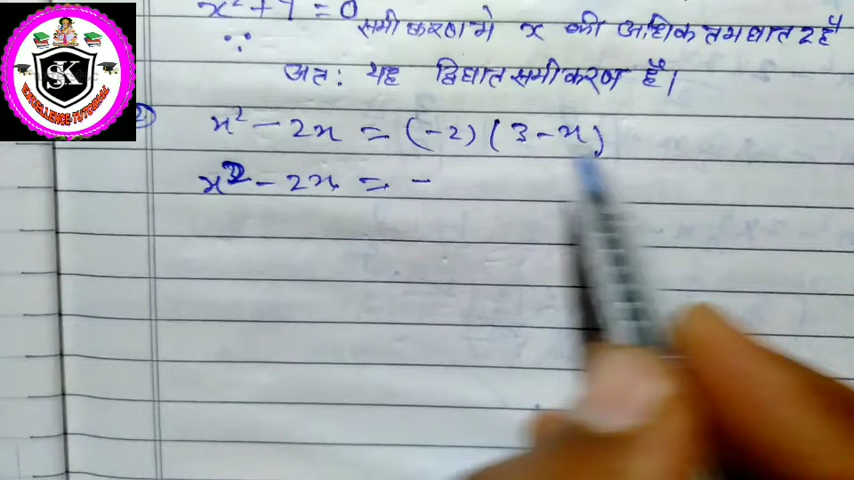 x² + 7 = 0
∵ समीकरण मे x की अधिकतम घात 2 है
अतः यह द्विघात समीकरण है।
SK
EXCELLENCE TUTORIAL
x² - 2x = (-2) (3 - x)
x² - 2x = -